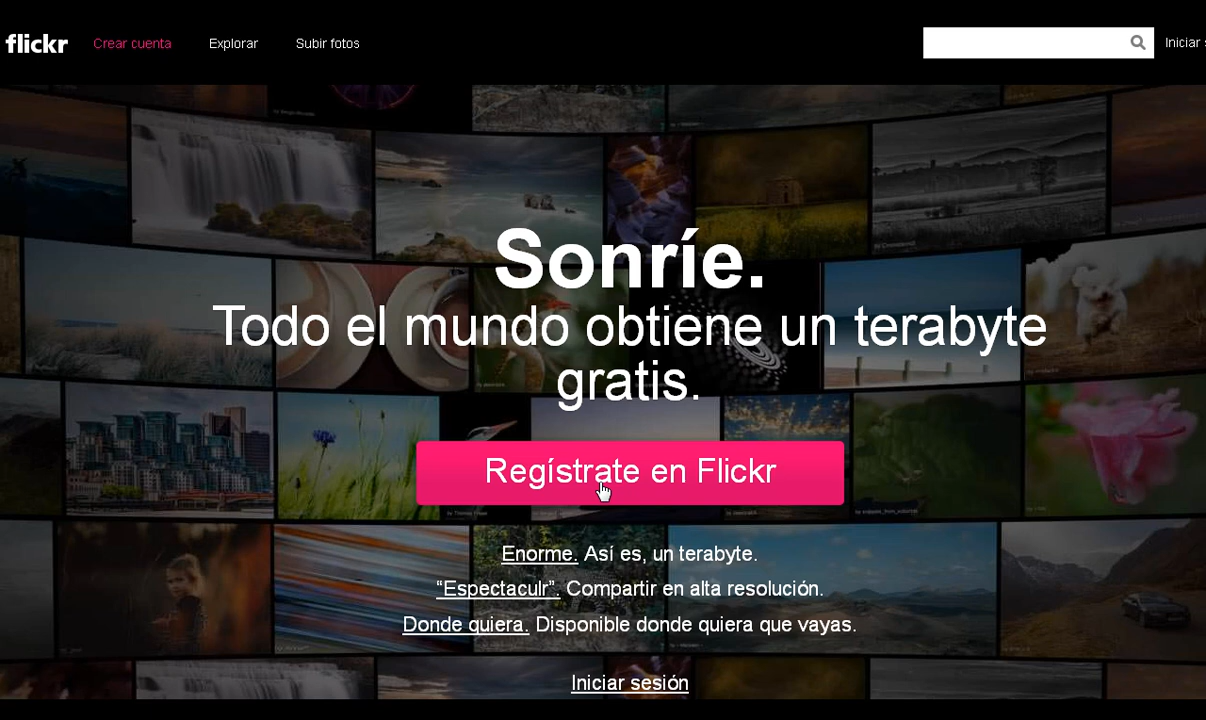 flickr Crear cuenta Explorar Subir fotos Iniciar
Sonríe.
Todo el mundo obtiene un terabyte
gratis.
Regístrate en Flickr
Enorme. Así es, un terabyte.
“Espectaculr”. Compartir en alta resolución.
Donde quiera. Disponible donde quiera que vayas.
Iniciar sesión